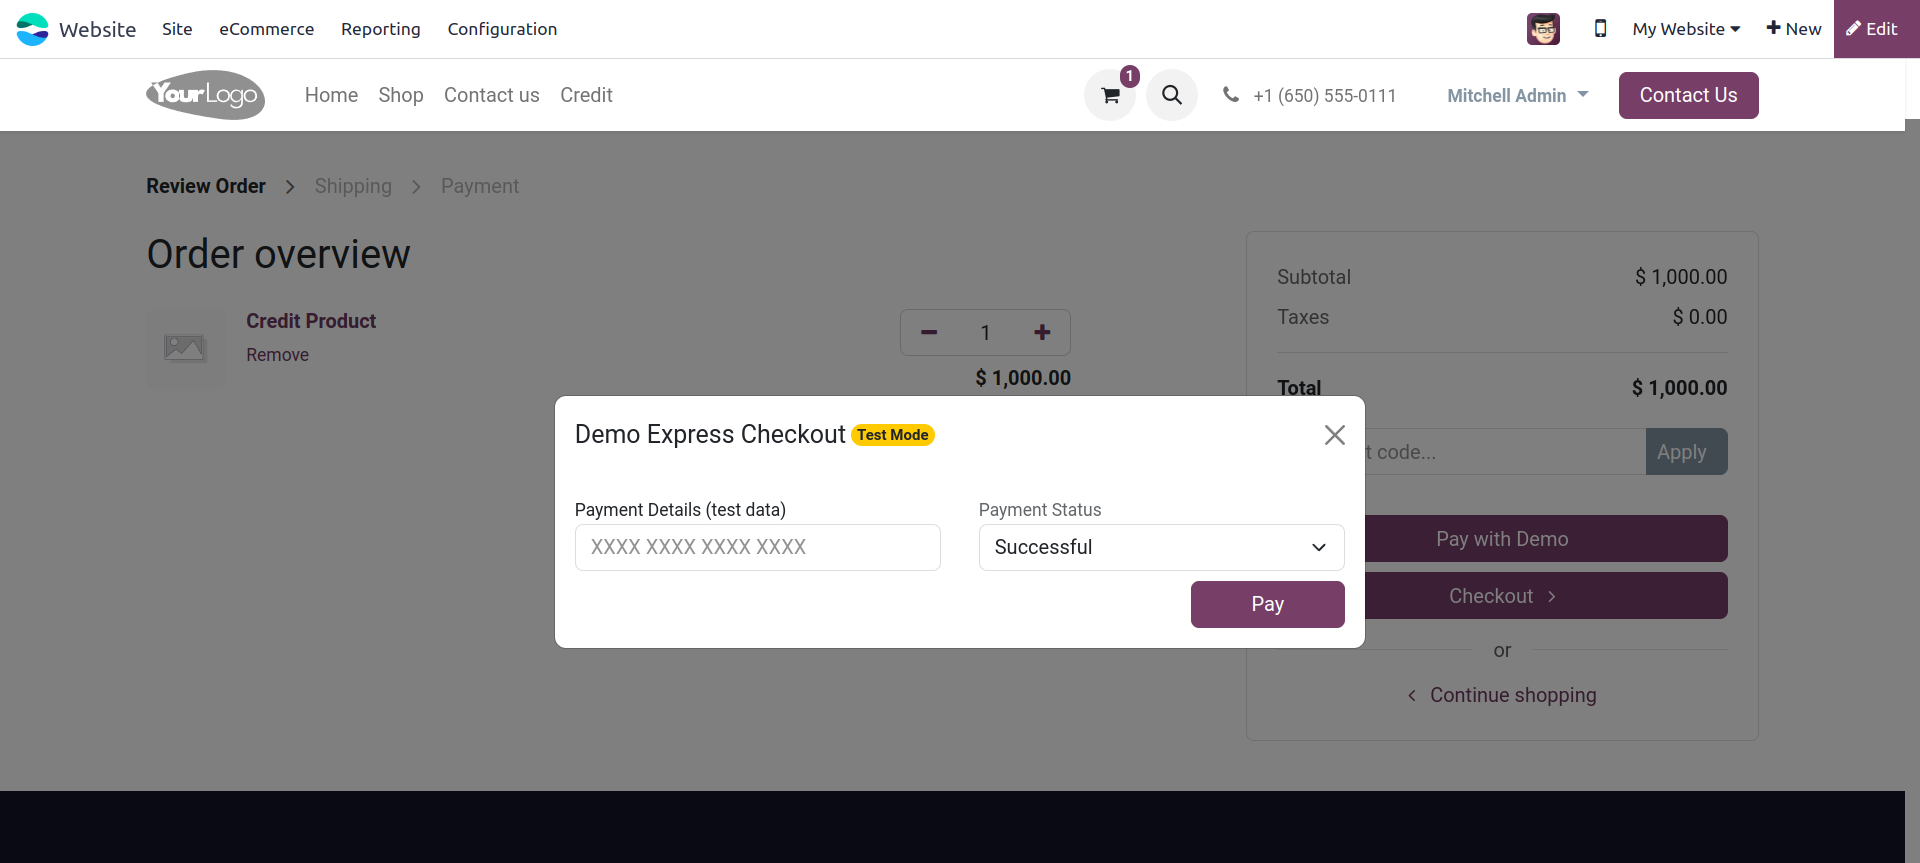 Website Site eCommerce Reporting Configuration My Website New Edit
YourLogo Home Shop Contact us Credit 1 +1 (650) 555-0111 Mitchell Admin Contact Us
Review Order Shipping Payment
Order overview
Credit Product
Remove
1
$ 1,000.00
Subtotal $ 1,000.00
Taxes $ 0.00
Total $ 1,000.00
t code... Apply
Pay with Demo
Checkout
or
Continue shopping
Demo Express Checkout Test Mode
Payment Details (test data) Payment Status
XXXX XXXX XXXX XXXX Successful
Pay